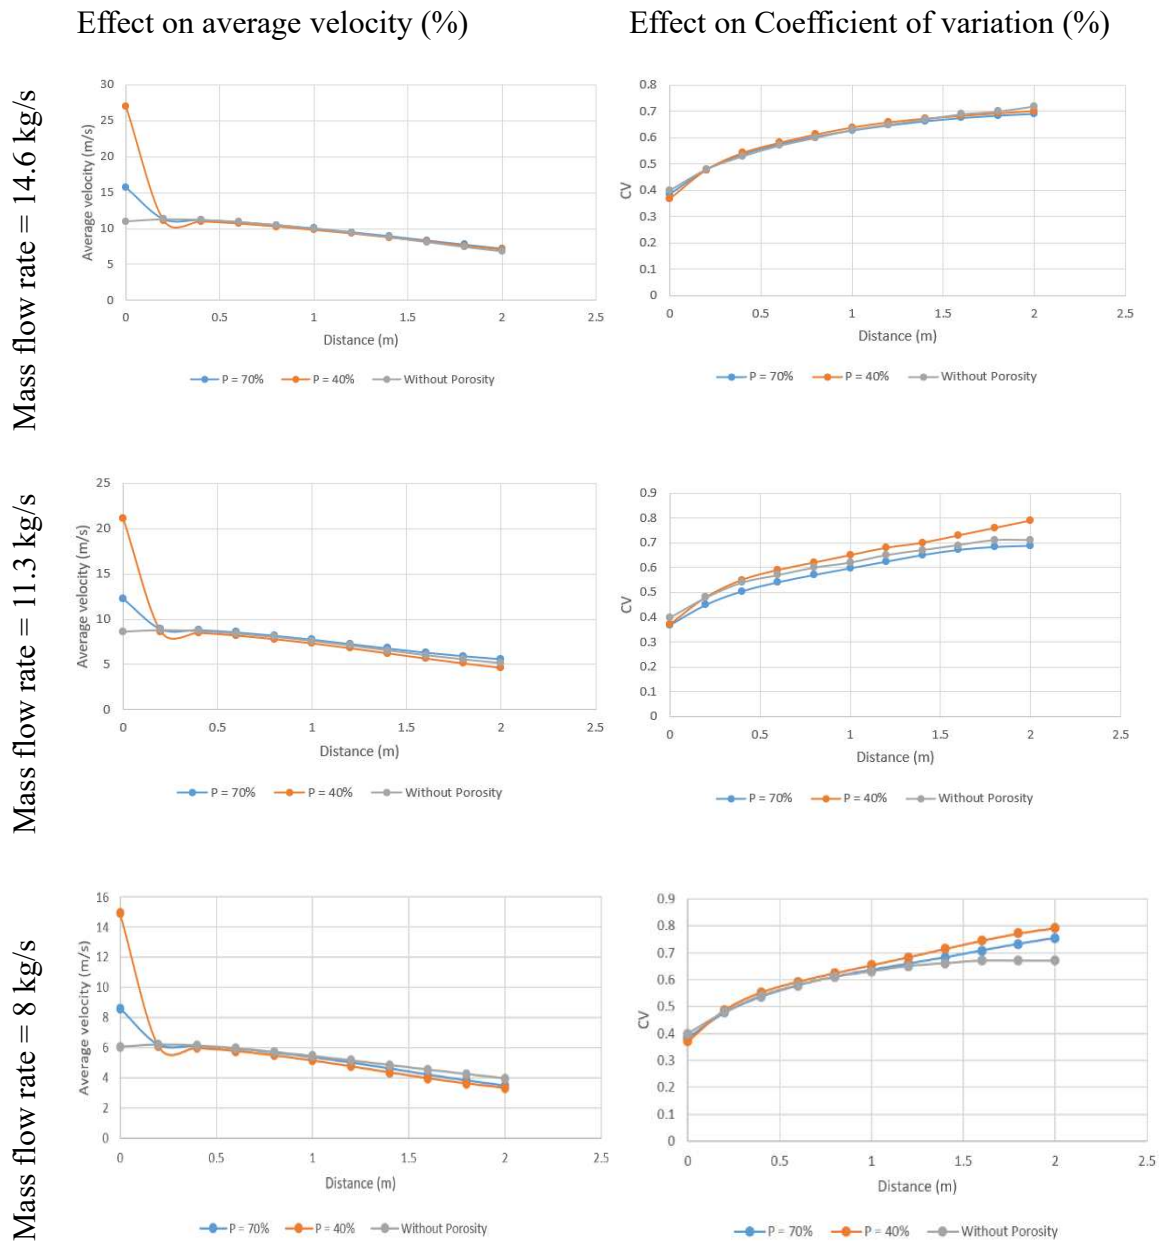 Effect on average velocity (%)
Effect on Coefficient of variation (%)
Mass flow rate = 14.6 kg/s
Average velocity (m/s)
30
25
20
15
10
5
0
0 0.5 1 1.5 2 2.5
Distance (m)
P = 70% P = 40% Without Porosity
CV
0.8
0.7
0.6
0.5
0.4
0.3
0.2
0.1
0
0 0.5 1 1.5 2 2.5
Distance (m)
P = 70% P = 40% Without Porosity
Mass flow rate = 11.3 kg/s
Average velocity (m/s)
25
20
15
10
5
0
0 0.5 1 1.5 2 2.5
Distance (m)
P = 70% P = 40% Without Porosity
CV
0.9
0.8
0.7
0.6
0.5
0.4
0.3
0.2
0.1
0
0 0.5 1 1.5 2 2.5
Distance (m)
P = 70% P = 40% Without Porosity
Mass flow rate = 8 kg/s
Average velocity (m/s)
16
14
12
10
8
6
4
2
0
0 0.5 1 1.5 2 2.5
Distance (m)
P = 70% P = 40% Without Porosity
CV
0.9
0.8
0.7
0.6
0.5
0.4
0.3
0.2
0.1
0
0 0.5 1 1.5 2 2.5
Distance (m)
P = 70% P = 40% Without Porosity